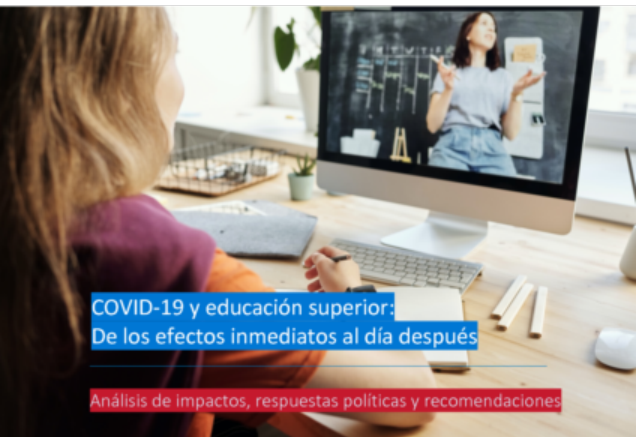 COVID-19 y educación superior:
De los efectos inmediatos al día después
Análisis de impactos, respuestas políticas y recomendaciones